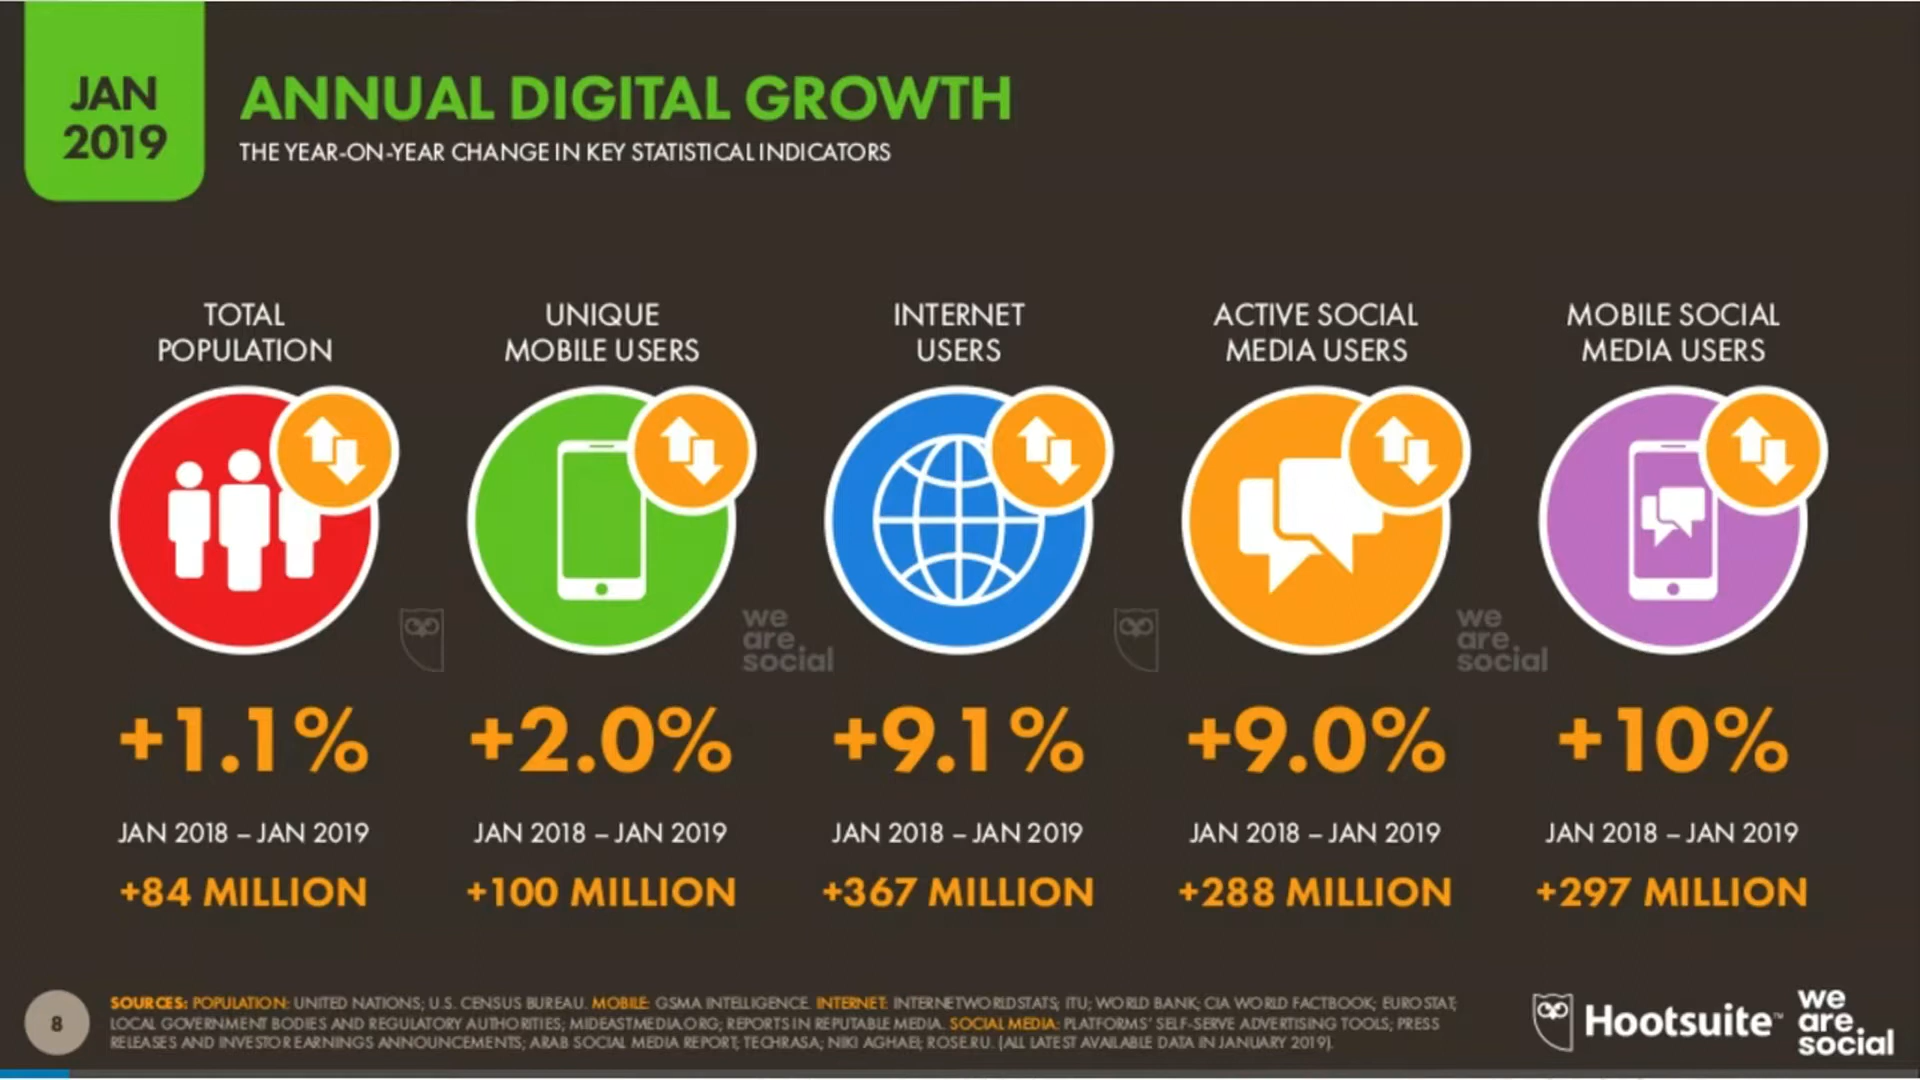 JAN
2019
ANNUAL DIGITAL GROWTH
THE YEAR-ON-YEAR CHANGE IN KEY STATISTICAL INDICATORS
TOTAL
POPULATION
UNIQUE
MOBILE USERS
INTERNET
USERS
ACTIVE SOCIAL
MEDIA USERS
MOBILE SOCIAL
MEDIA USERS
we
are.
social
we
are.
social
+1.1%
+2.0%
+9.1%
+9.0%
+10%
JAN 2018 – JAN 2019
JAN 2018 – JAN 2019
JAN 2018 – JAN 2019
JAN 2018 – JAN 2019
JAN 2018 – JAN 2019
+84 MILLION
+100 MILLION
+367 MILLION
+288 MILLION
+297 MILLION
8
SOURCES: POPULATION: UNITED NATIONS; U.S. CENSUS BUREAU. MOBILE: GSMA INTELLIGENCE. INTERNET: INTERNETWORLDSTATS; ITU; WORLD BANK; CIA WORLD FACTBOOK; EUROSTAT;
LOCAL GOVERNMENT BODIES AND REGULATORY AUTHORITIES; MIDEASTMEDIA.ORG; REPORTS IN REPUTABLE MEDIA. SOCIAL MEDIA: PLATFORMS' SELF-SERVE ADVERTISING TOOLS; PRESS
RELEASES AND INVESTOR EARNINGS ANNOUNCEMENTS; ARAB SOCIAL MEDIA REPORT; TECHRASA; NIKI AGHAEI; ROSE.RU. (ALL LATEST AVAILABLE DATA IN JANUARY 2019).
Hootsuite™
we
are.
social